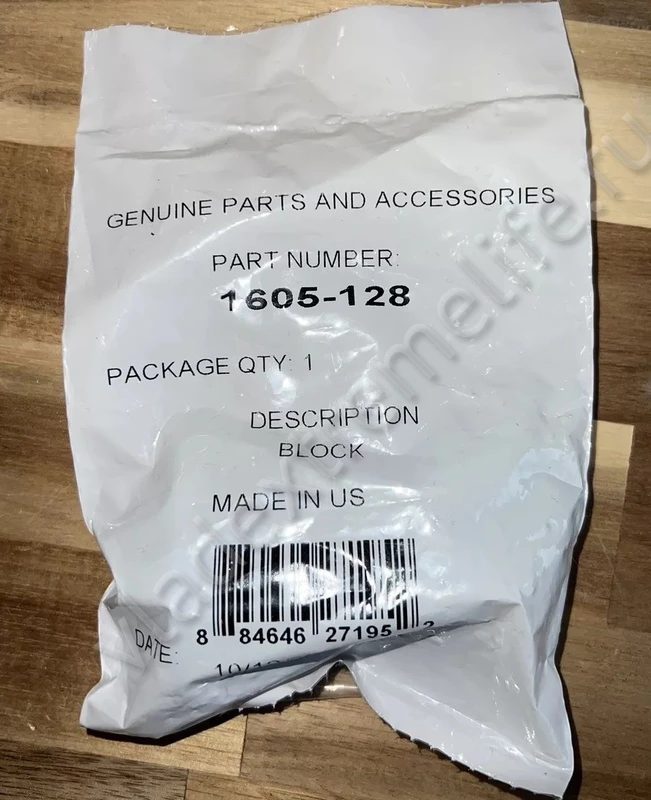 GENUINE PARTS AND ACCESSORIES
PART NUMBER:
1605-128
PACKAGE QTY: 1
DESCRIPTION
BLOCK
MADE IN US
8 84646 27195
DATE: